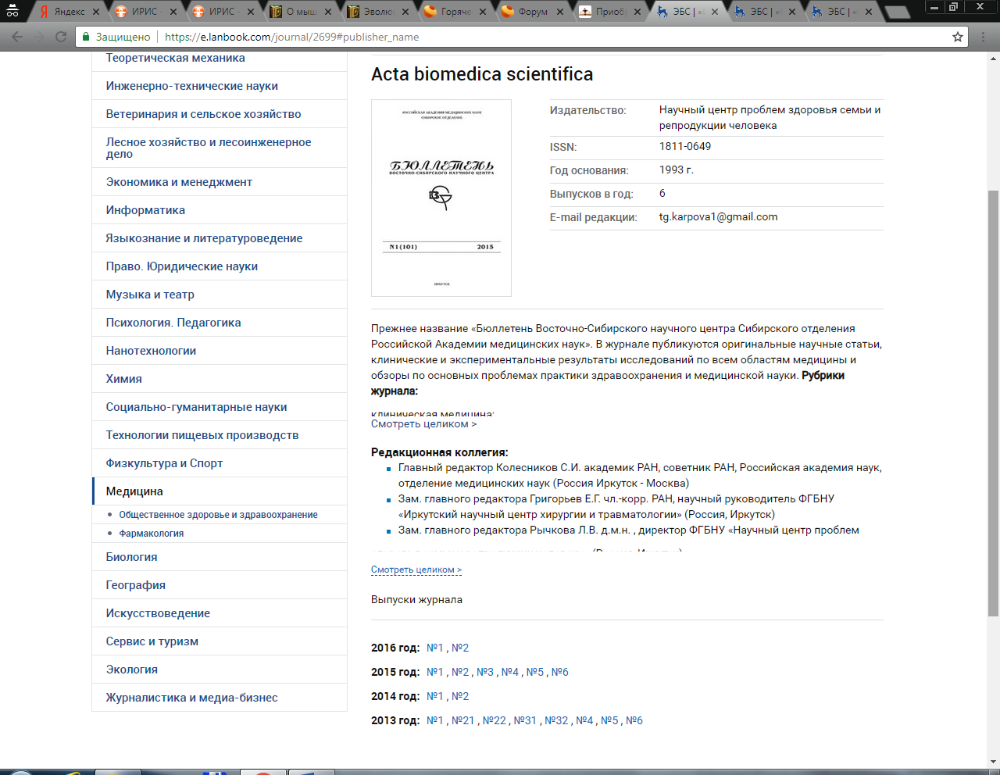 Яндекс
ИРИС -
ИРИС -
О мыш
Эволю
Горяче
Форум
Приобр
ЭБС | «
ЭБС | «
ЭБС | «
Защищено
https://e.lanbook.com/journal/2699#publisher_name
Теоретическая механика
Инженерно-технические науки
Ветеринария и сельское хозяйство
Лесное хозяйство и лесоинженерное
дело
Экономика и менеджмент
Информатика
Языкознание и литературоведение
Право. Юридические науки
Музыка и театр
Психология. Педагогика
Нанотехнологии
Химия
Социально-гуманитарные науки
Технологии пищевых производств
Физкультура и Спорт
Медицина
Общественное здоровье и здравоохранение
Фармакология
Биология
География
Искусствоведение
Сервис и туризм
Экология
Журналистика и медиа-бизнес
Acta biomedica scientifica
РОССИЙСКАЯ АКАДЕМИЯ МЕДИЦИНСКИХ НАУК
СИБИРСКОЕ ОТДЕЛЕНИЕ
БЮЛЛЕТЕНЬ
ВОСТОЧНО-СИБИРСКОГО НАУЧНОГО ЦЕНТРА
N1(101) 2015
ИРКУТСК
Издательство: Научный центр проблем здоровья семьи и
репродукции человека
ISSN: 1811-0649
Год основания: 1993 г.
Выпусков в год: 6
E-mail редакции: tg.karpova1@gmail.com
Прежнее название «Бюллетень Восточно-Сибирского научного центра Сибирского отделения
Российской Академии медицинских наук». В журнале публикуются оригинальные научные статьи,
клинические и экспериментальные результаты исследований по всем областям медицины и
обзоры по основных проблемах практики здравоохранения и медицинской науки. Рубрики
журнала:
клиническая медицина;
Смотреть целиком >
Редакционная коллегия:
Главный редактор Колесников С.И. академик РАН, советник РАН, Российская академия наук,
отделение медицинских наук (Россия Иркутск - Москва)
Зам. главного редактора Григорьев Е.Г. чл.-корр. РАН, научный руководитель ФГБНУ
«Иркутский научный центр хирургии и травматологии» (Россия, Иркутск)
Зам. главного редактора Рычкова Л.В. д.м.н. , директор ФГБНУ «Научный центр проблем
Смотреть целиком >
Выпуски журнала
2016 год: №1 , №2
2015 год: №1 , №2 , №3 , №4 , №5 , №6
2014 год: №1 , №2
2013 год: №1 , №21 , №22 , №31 , №32 , №4 , №5 , №6